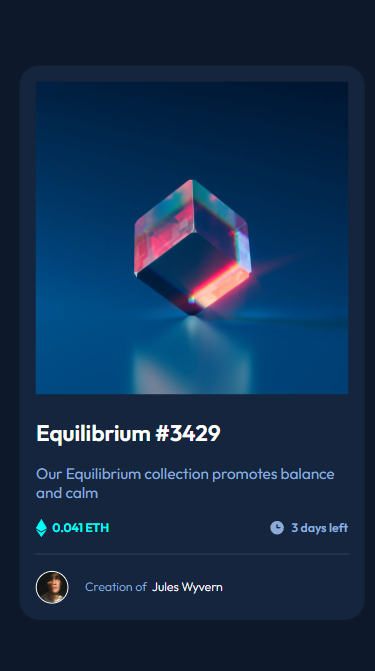 Equilibrium #3429
Our Equilibrium collection promotes balance
and calm
0.041 ETH
3 days left
Creation of Jules Wyvern